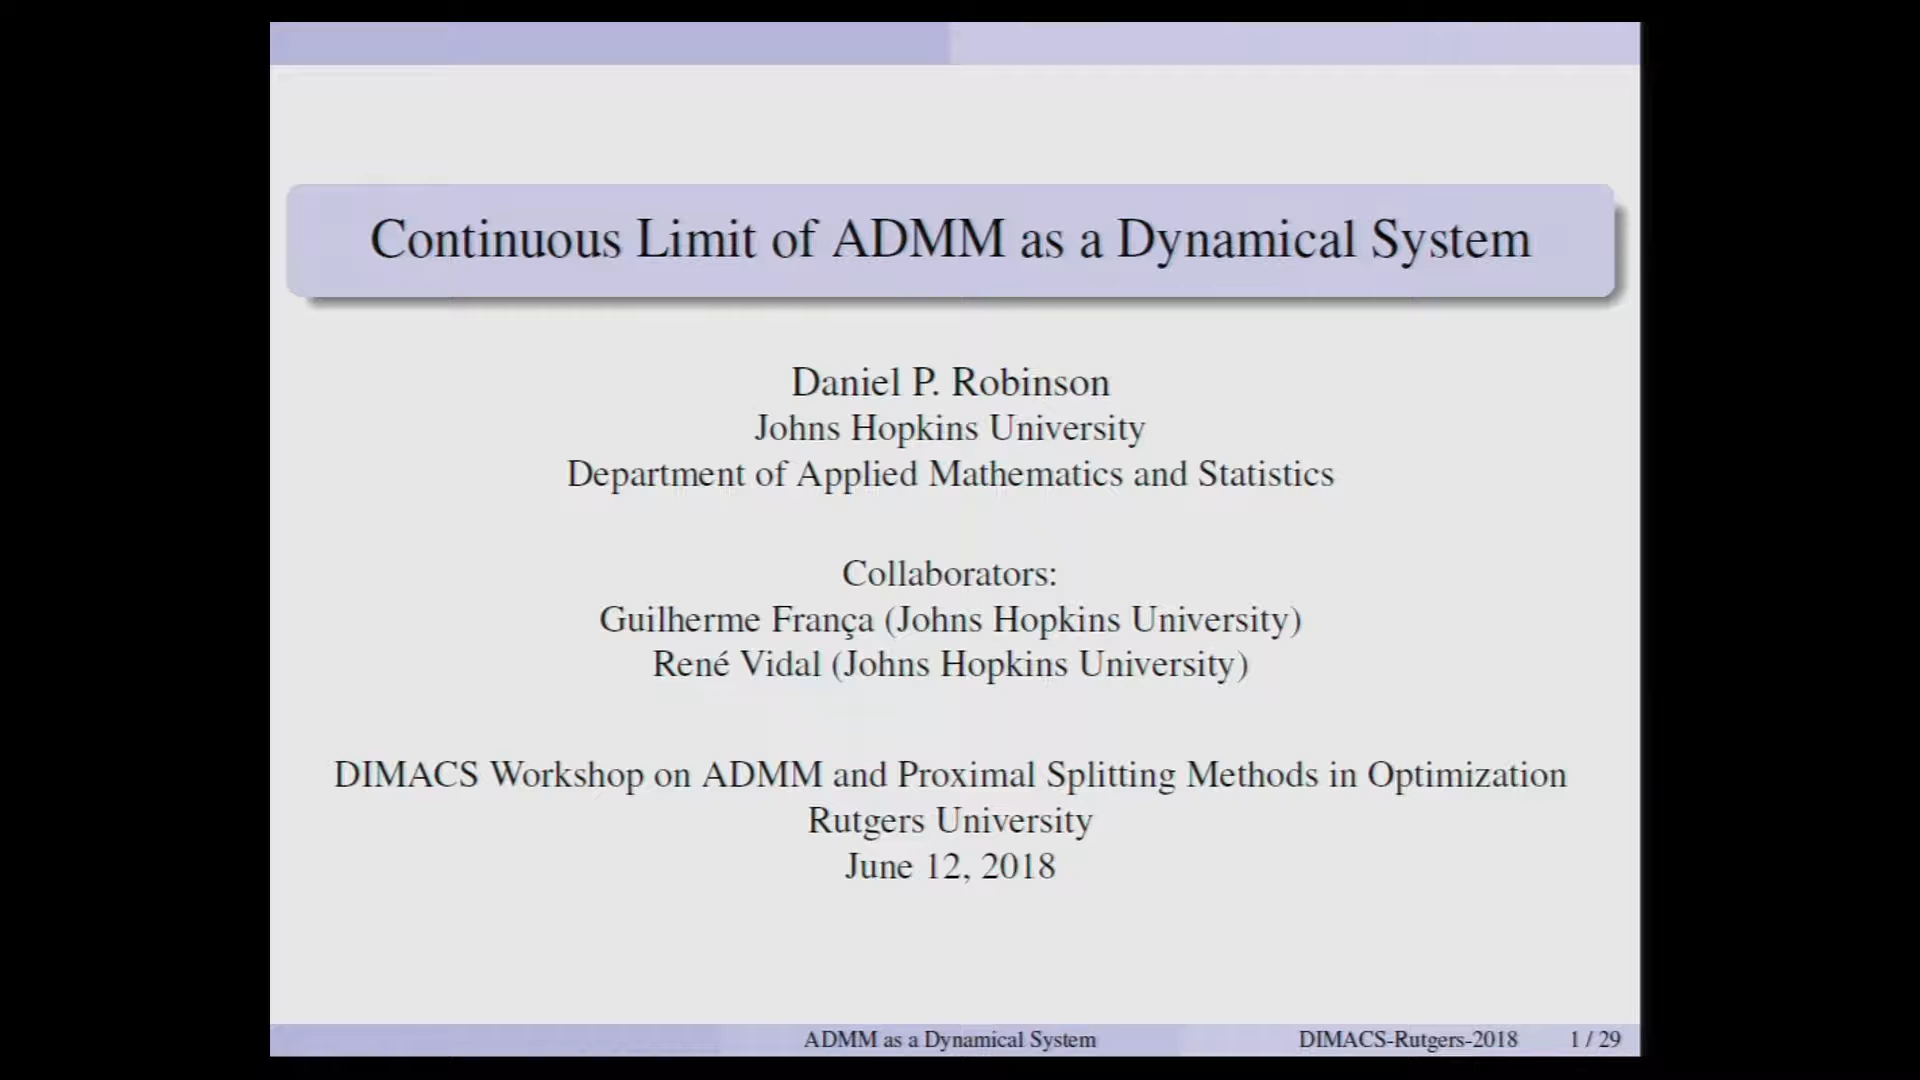 Continuous Limit of ADMM as a Dynamical System
Daniel P. Robinson
Johns Hopkins University
Department of Applied Mathematics and Statistics
Collaborators:
Guilherme França (Johns Hopkins University)
René Vidal (Johns Hopkins University)
DIMACS Workshop on ADMM and Proximal Splitting Methods in Optimization
Rutgers University
June 12, 2018
ADMM as a Dynamical System DIMACS-Rutgers-2018 1 / 29